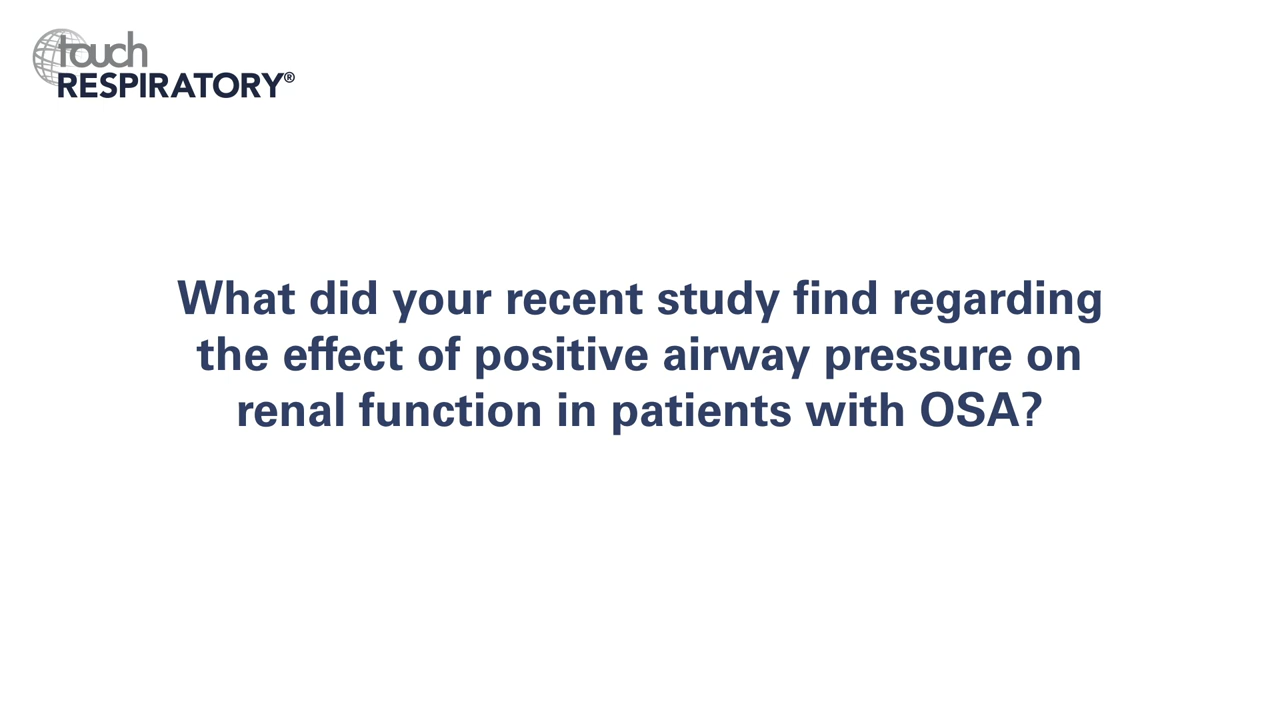 touch
RESPIRATORY®
What did your recent study find regarding
the effect of positive airway pressure on
renal function in patients with OSA?